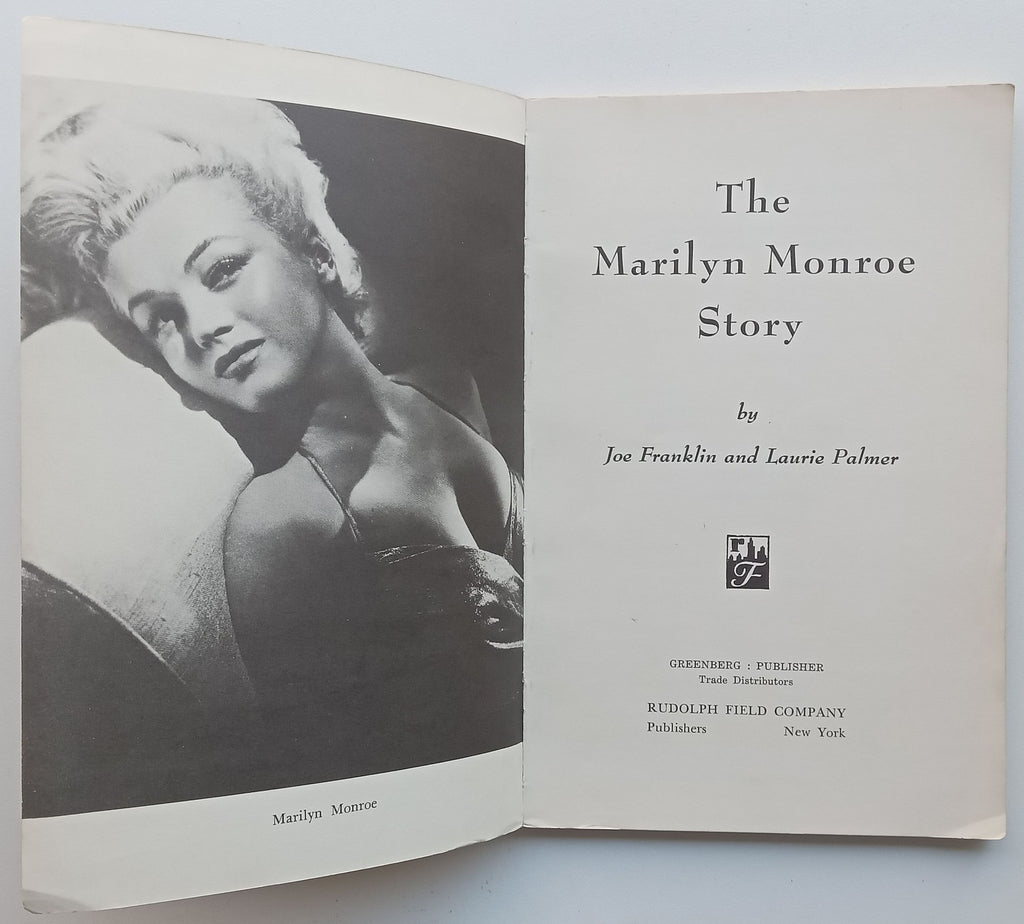 Marilyn Monroe
The
Marilyn Monroe
Story
by
Joe Franklin and Laurie Palmer
rF
GREENBERG : PUBLISHER
Trade Distributors
RUDOLPH FIELD COMPANY
Publishers New York